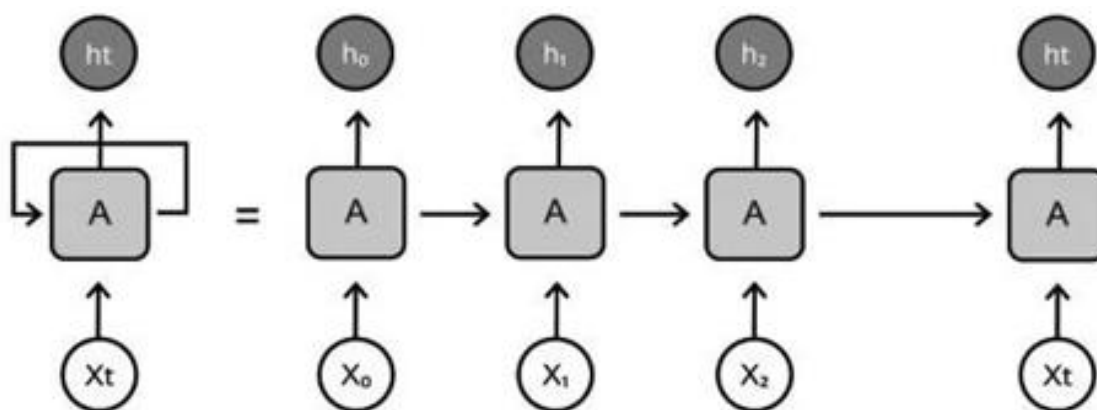 ht h₀ h₁ h₂ ht
A = A A A A
Xt X₀ X₁ X₂ Xt